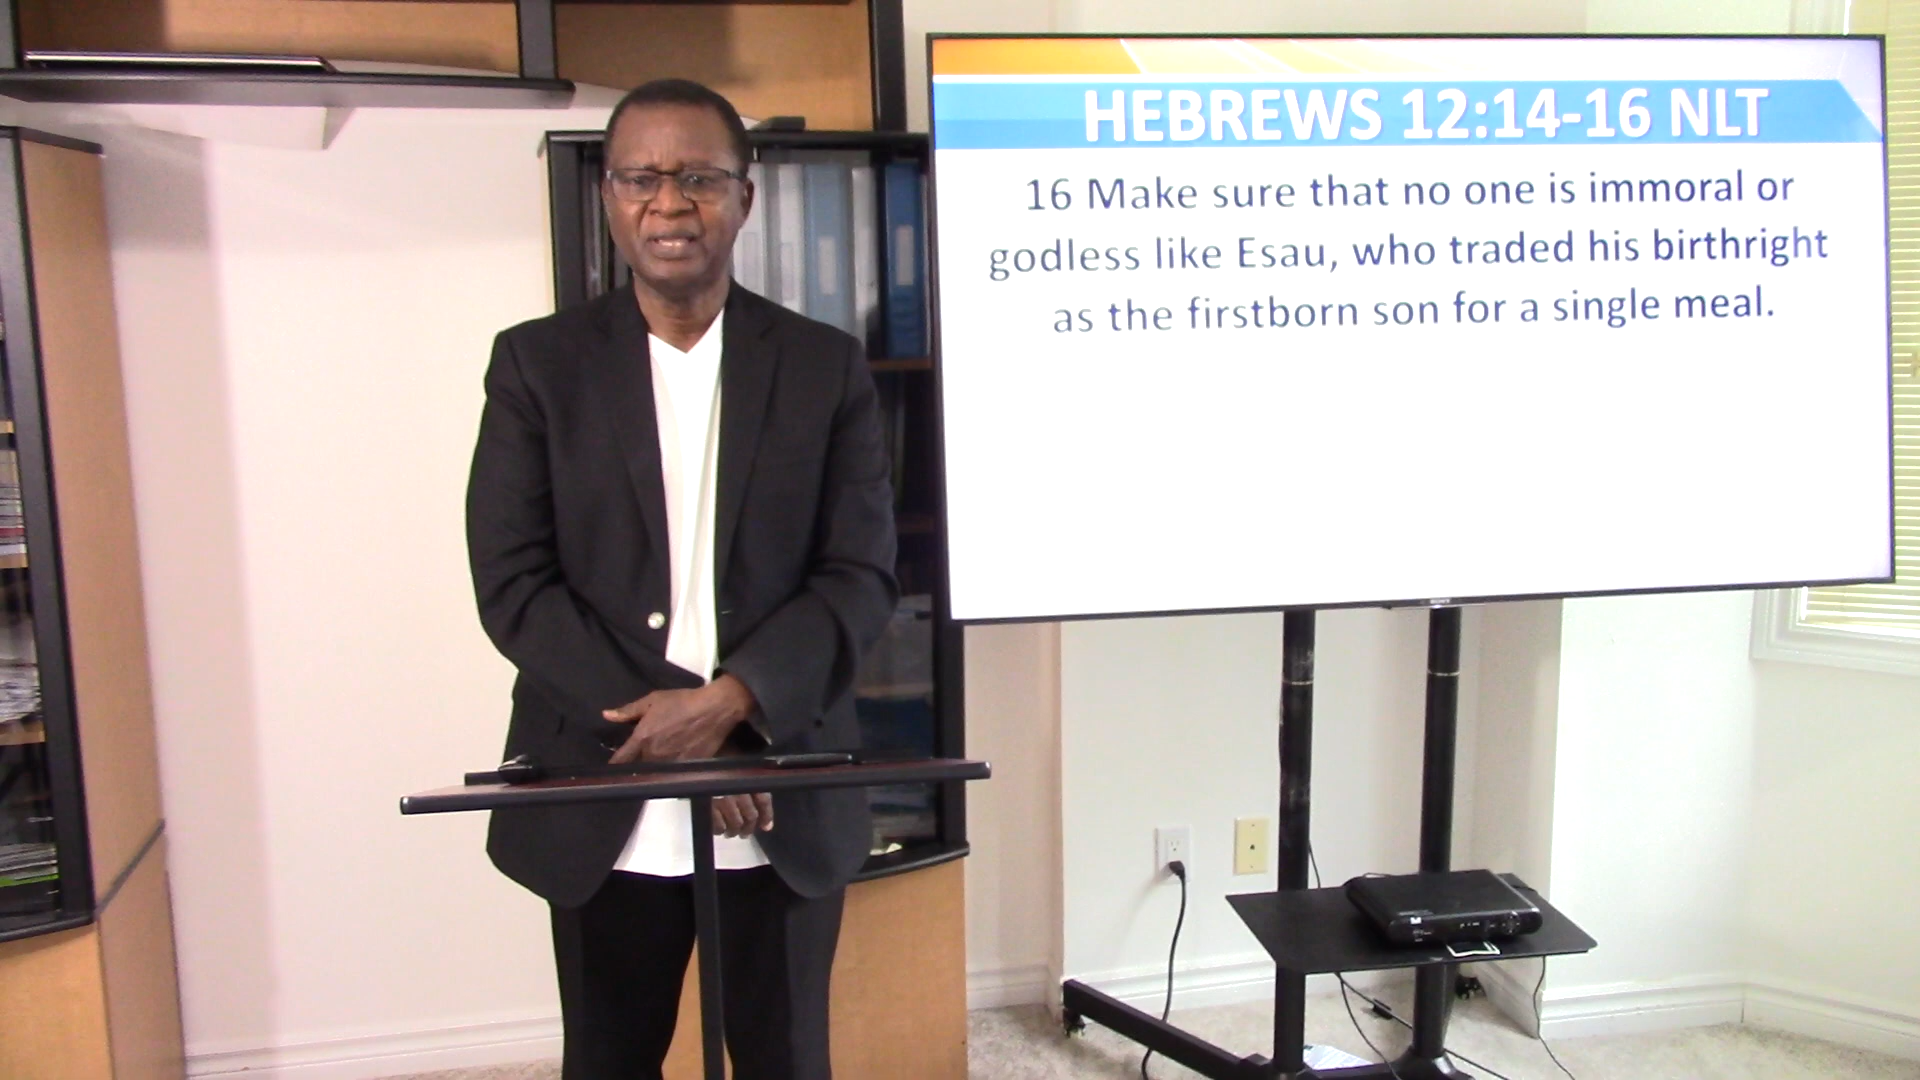 HEBREWS 12:14-16 NLT
16 Make sure that no one is immoral or
godless like Esau, who traded his birthright
as the firstborn son for a single meal.
SONY